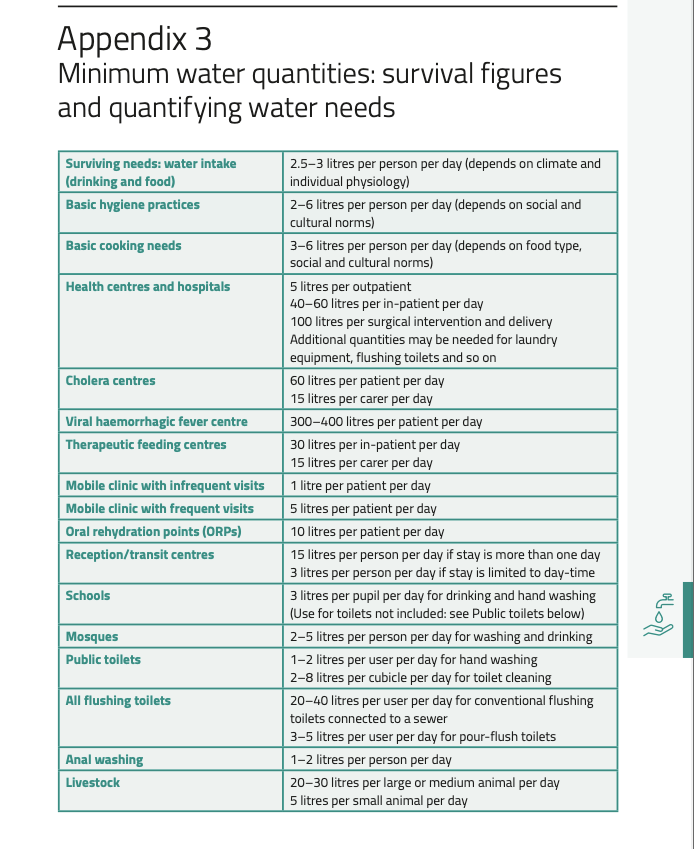 Appendix 3
Minimum water quantities: survival figures
and quantifying water needs
Surviving needs: water intake
(drinking and food)
2.5–3 litres per person per day (depends on climate and
individual physiology)
Basic hygiene practices
2–6 litres per person per day (depends on social and
cultural norms)
Basic cooking needs
3–6 litres per person per day (depends on food type,
social and cultural norms)
Health centres and hospitals
5 litres per outpatient
40–60 litres per in-patient per day
100 litres per surgical intervention and delivery
Additional quantities may be needed for laundry
equipment, flushing toilets and so on
Cholera centres
60 litres per patient per day
15 litres per carer per day
Viral haemorrhagic fever centre
300–400 litres per patient per day
Therapeutic feeding centres
30 litres per in-patient per day
15 litres per carer per day
Mobile clinic with infrequent visits
1 litre per patient per day
Mobile clinic with frequent visits
5 litres per patient per day
Oral rehydration points (ORPs)
10 litres per patient per day
Reception/transit centres
15 litres per person per day if stay is more than one day
3 litres per person per day if stay is limited to day-time
Schools
3 litres per pupil per day for drinking and hand washing
(Use for toilets not included: see Public toilets below)
Mosques
2–5 litres per person per day for washing and drinking
Public toilets
1–2 litres per user per day for hand washing
2–8 litres per cubicle per day for toilet cleaning
All flushing toilets
20–40 litres per user per day for conventional flushing
toilets connected to a sewer
3–5 litres per user per day for pour-flush toilets
Anal washing
1–2 litres per person per day
Livestock
20–30 litres per large or medium animal per day
5 litres per small animal per day